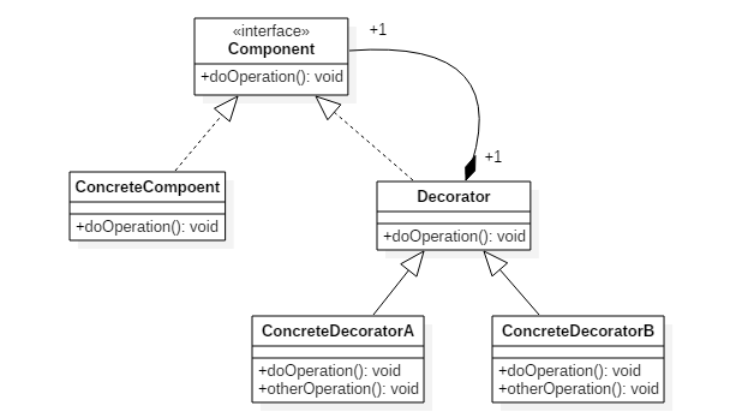 «interface»
Component
+doOperation(): void
+1
+1
ConcreteCompoent
+doOperation(): void
Decorator
+doOperation(): void
ConcreteDecoratorA
+doOperation(): void
+otherOperation(): void
ConcreteDecoratorB
+doOperation(): void
+otherOperation(): void